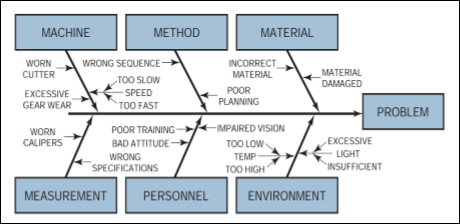 MACHINE
METHOD
MATERIAL
WORN
CUTTER
WRONG SEQUENCE
INCORRECT
MATERIAL
TOO SLOW
SPEED
TOO FAST
EXCESSIVE
GEAR WEAR
POOR
PLANNING
MATERIAL
DAMAGED
PROBLEM
WORN
CALIPERS
WRONG
SPECIFICATIONS
POOR TRAINING
BAD ATTITUDE
IMPAIRED VISION
TOO LOW
TEMP
TOO HIGH
EXCESSIVE
LIGHT
INSUFFICIENT
MEASUREMENT
PERSONNEL
ENVIRONMENT